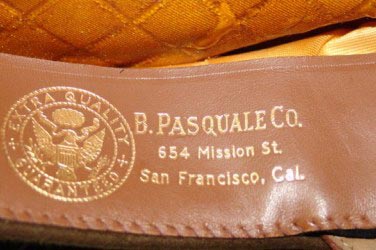 EXTRA QUALITY
GUARANTEED
B. PASQUALE CO.
654 Mission St.
San Francisco, Cal.